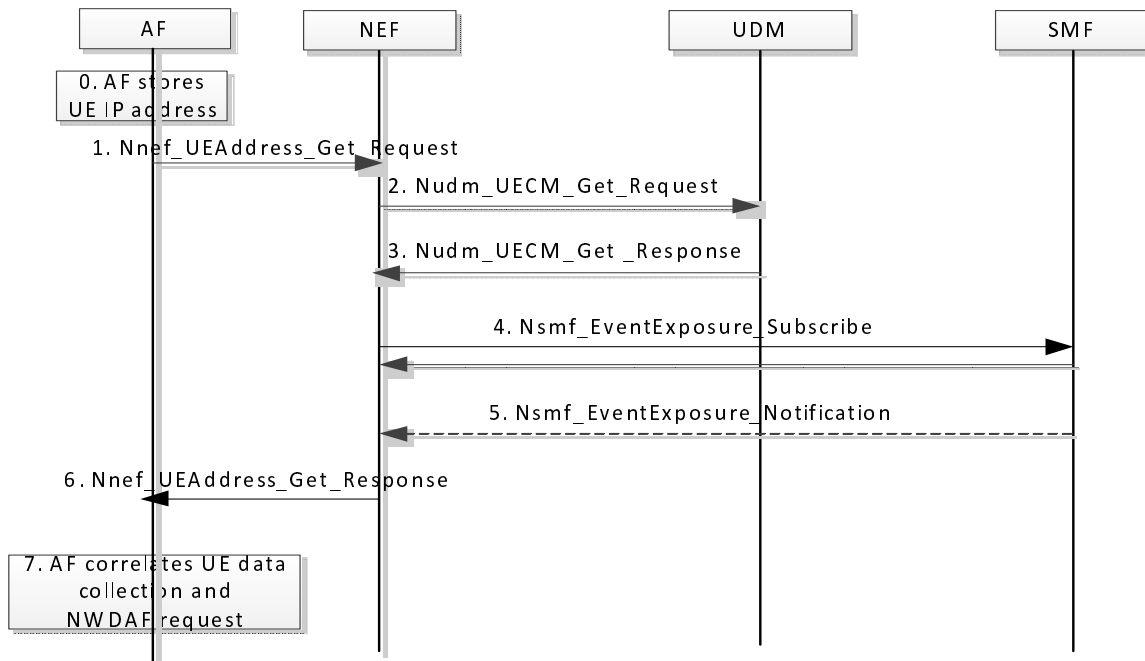 AF
NEF
UDM
SMF
0. AF stores
UE IP address
1. Nnef_UEAddress_Get_Request
2. Nudm_UECM_Get_Request
3. Nudm_UECM_Get _Response
4. Nsmf_EventExposure_Subscribe
5. Nsmf_EventExposure_Notification
6. Nnef_UEAddress_Get_Response
7. AF correlates UE data
collection and
NWDAF request